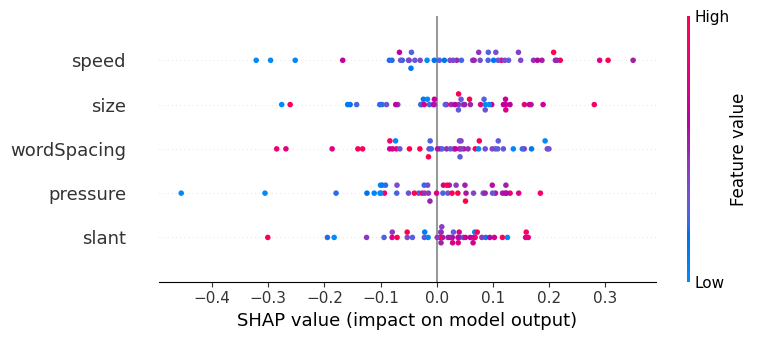 High
speed
size
wordSpacing
pressure
slant
Feature value
Low
−0.4 −0.3 −0.2 −0.1 0.0 0.1 0.2 0.3
SHAP value (impact on model output)